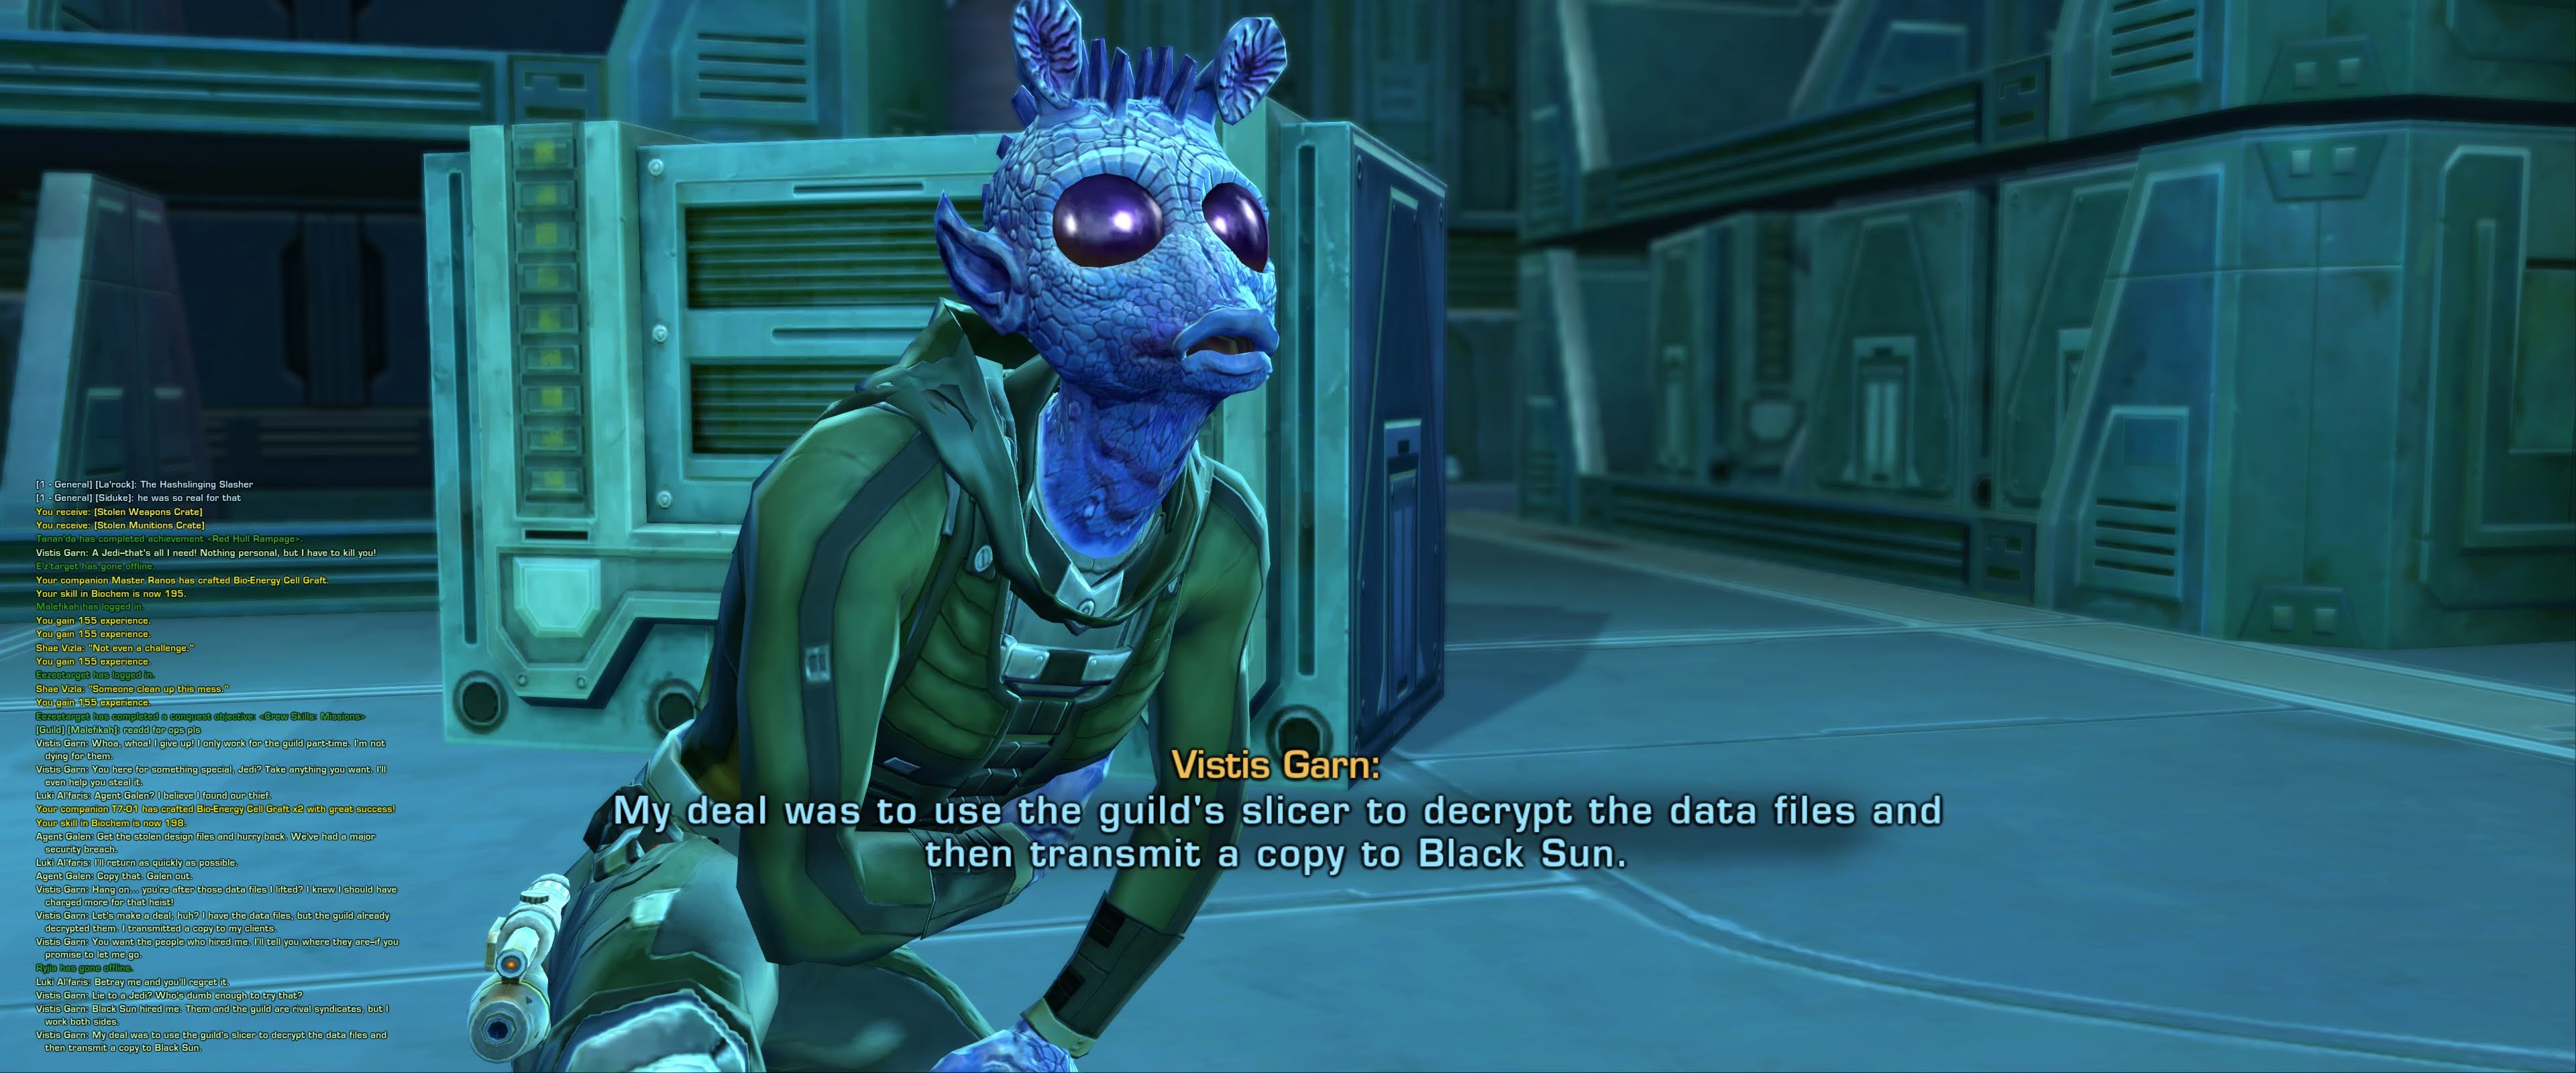 [1 - General] [La'rock]: The Hashslinging Slasher
[1 - General] [Siduke]: he was so real for that
You receive: [Stolen Weapons Crate]
You receive: [Stolen Munitions Crate]
Tanan'da has completed achievement <Red Hull Rampage>.
Vistis Garn: A Jedi—that's all I need! Nothing personal, but I have to kill you!
E'z'target has gone offline.
Your companion Master Ranos has crafted Bio-Energy Cell Graft.
Your skill in Biochem is now 195.
Malefikah has logged in.
You gain 155 experience.
You gain 155 experience.
Shae Vizla: "Not even a challenge."
You gain 155 experience.
Eezeetarget has logged in.
Shae Vizla: "Someone clean up this mess."
You gain 155 experience.
Eezeetarget has completed a conquest objective: <Crew Skills: Missions>
[Guild] [Malefikah]: readd for ops pls
Vistis Garn: Whoa, whoa! I give up! I only work for the guild part-time. I'm not
dying for them.
Vistis Garn: You here for something special, Jedi? Take anything you want. I'll
even help you steal it.
Luki Al'faris: Agent Galen? I believe I found our thief.
Your companion T7-O1 has crafted Bio-Energy Cell Graft x2 with great success!
Your skill in Biochem is now 198.
Agent Galen: Get the stolen design files and hurry back. We've had a major
security breach.
Luki Al'faris: I'll return as quickly as possible.
Agent Galen: Copy that. Galen out.
Vistis Garn: Hang on... you're after those data files I lifted? I knew I should have
charged more for that heist!
Vistis Garn: Let's make a deal, huh? I have the data files, but the guild already
decrypted them. I transmitted a copy to my clients.
Vistis Garn: You want the people who hired me. I'll tell you where they are—if you
promise to let me go.
Ryjia has gone offline.
Luki Al'faris: Betray me and you'll regret it.
Vistis Garn: Lie to a Jedi? Who's dumb enough to try that?
Vistis Garn: Black Sun hired me. Them and the guild are rival syndicates, but I
work both sides.
Vistis Garn: My deal was to use the guild's slicer to decrypt the data files and
then transmit a copy to Black Sun.
Vistis Garn:
My deal was to use the guild's slicer to decrypt the data files and
then transmit a copy to Black Sun.